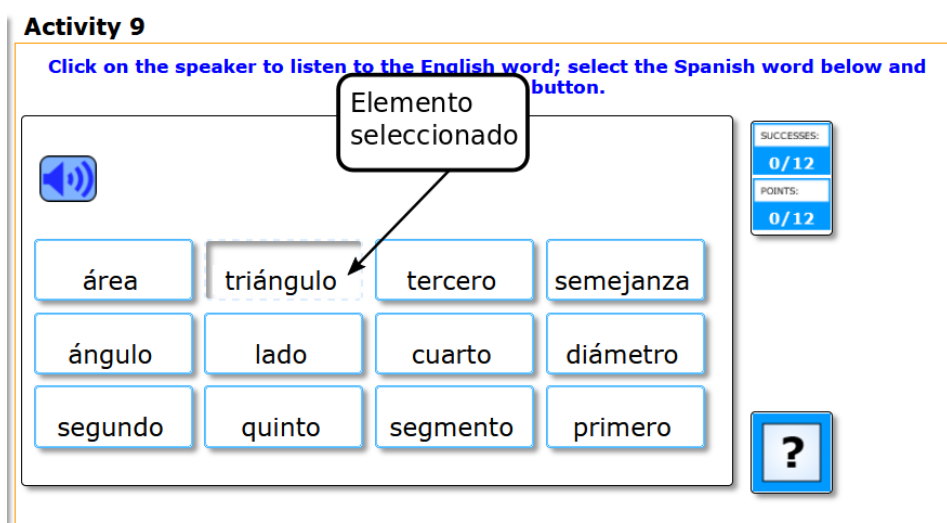 Activity 9
Click on the speaker to listen to the English word; select the Spanish word below and
button.
Elemento
seleccionado
SUCCESSES:
0/12
POINTS:
0/12
área triángulo tercero semejanza
ángulo lado cuarto diámetro
segundo quinto segmento primero
?